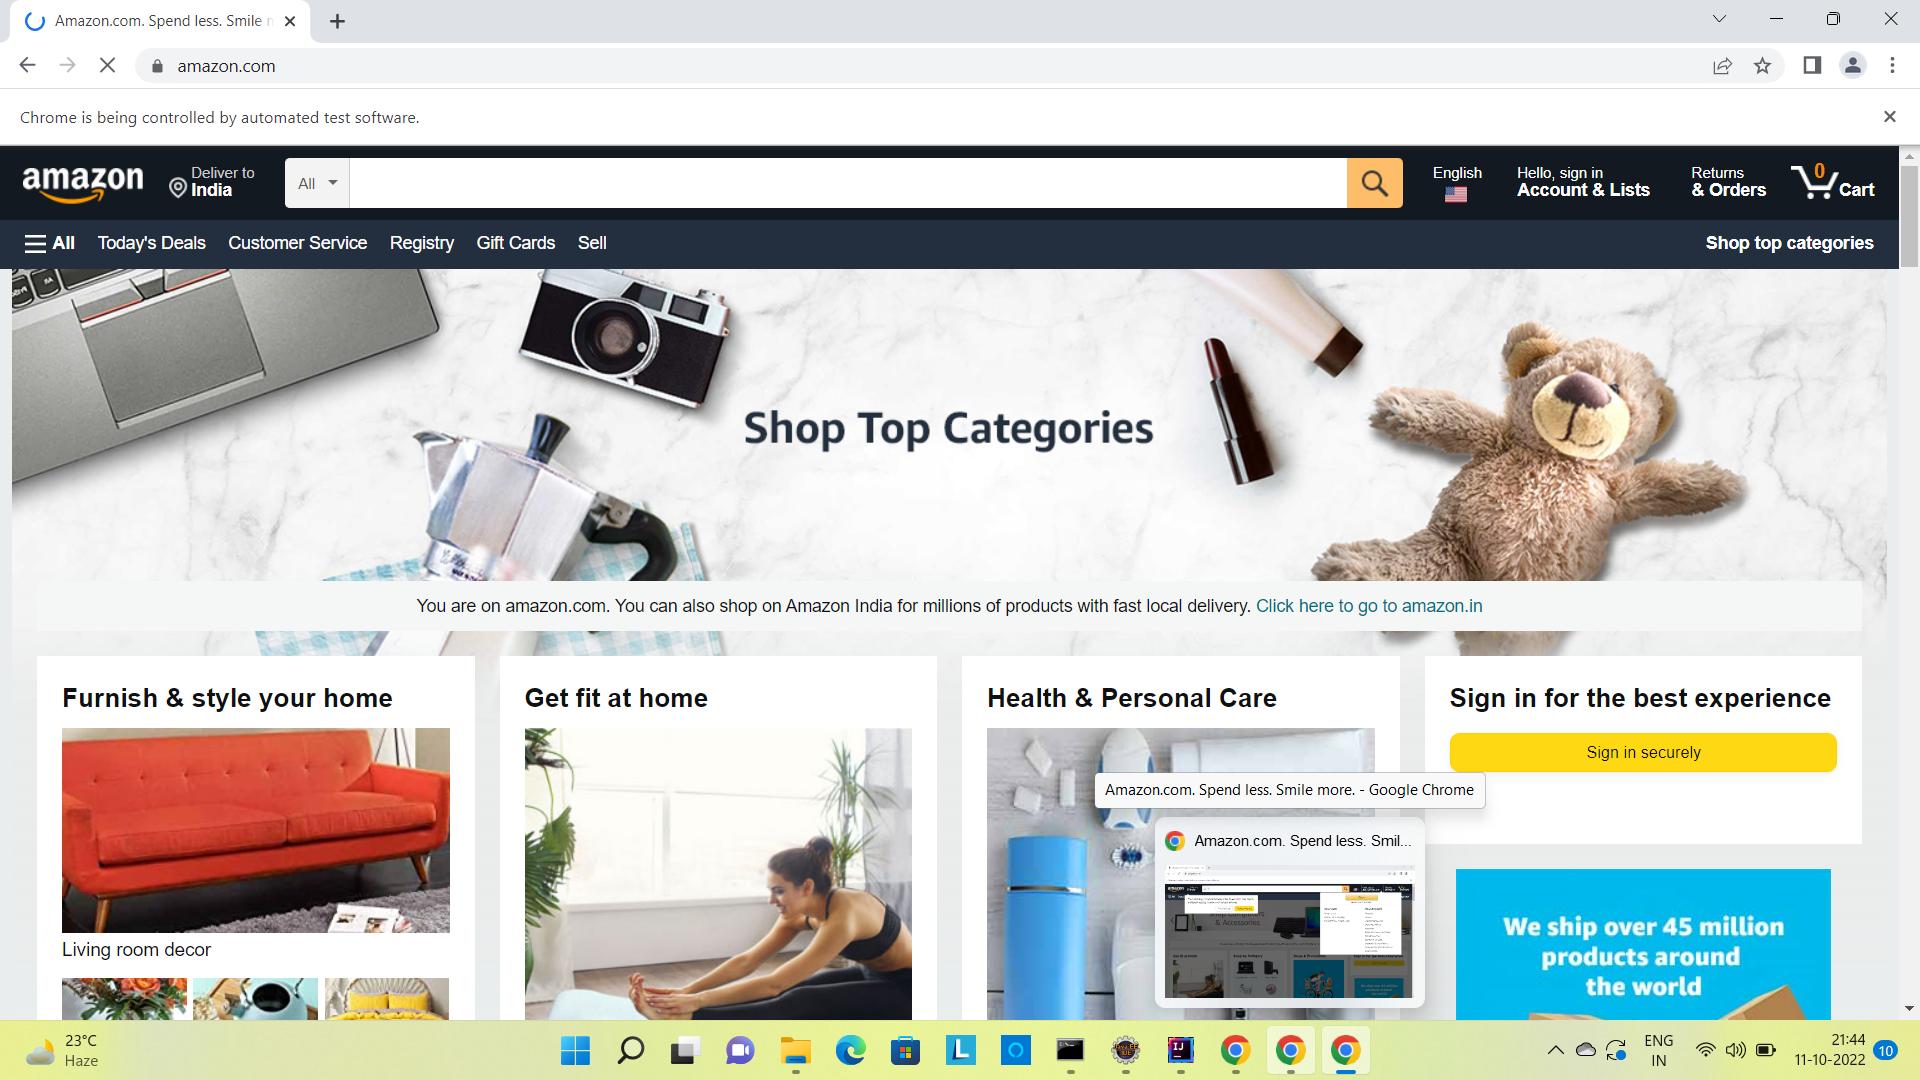 Amazon.com. Spend less. Smile
amazon.com
Chrome is being controlled by automated test software.
amazon
Deliver to
India
All
English
Hello, sign in
Account & Lists
Returns
& Orders
0
Cart
All
Today's Deals
Customer Service
Registry
Gift Cards
Sell
Shop top categories
Shop Top Categories
You are on amazon.com. You can also shop on Amazon India for millions of products with fast local delivery. Click here to go to amazon.in
Furnish & style your home
Get fit at home
Health & Personal Care
Sign in for the best experience
Sign in securely
Amazon.com. Spend less. Smile more. - Google Chrome
Amazon.com. Spend less. Smil...
Living room decor
We ship over 45 million
products around
the world
23°C
Haze
ENG
IN
21:44
11-10-2022
10